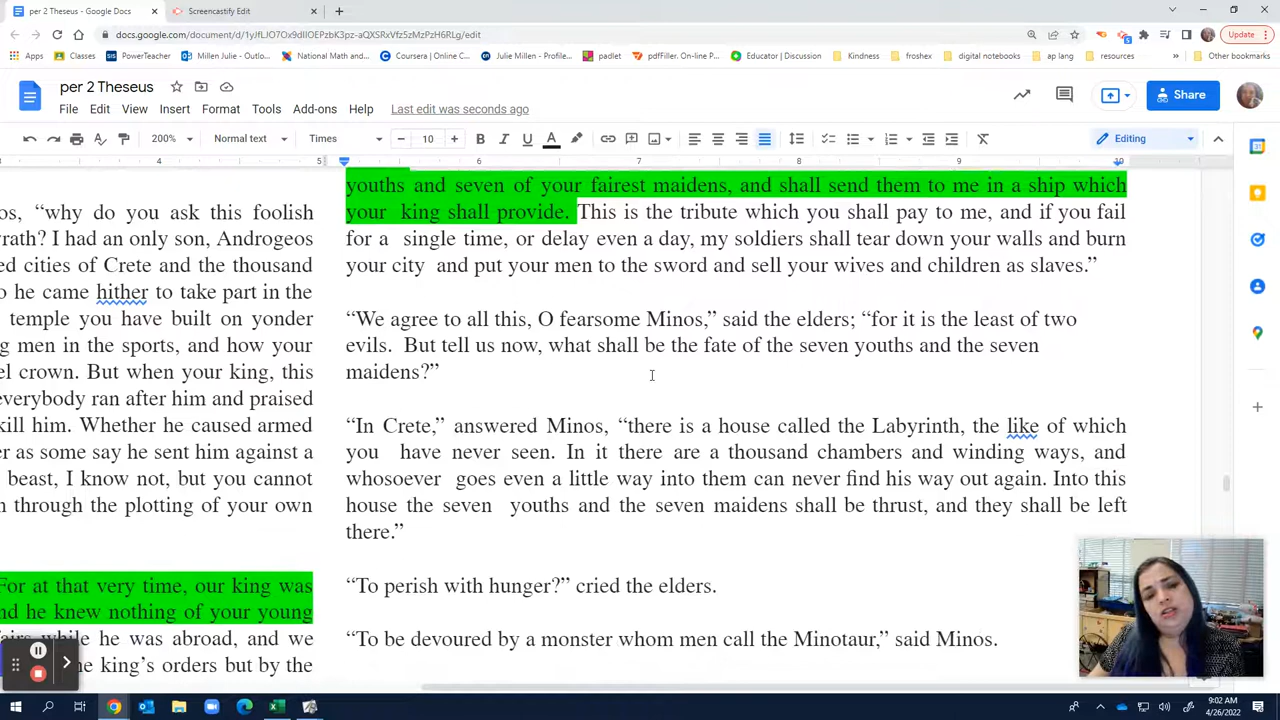 per 2 Theseus - Google Docs
Screencastify Edit
Update
docs.google.com/document/d/1yJfLJO7Ox9dIIOEPzbK3pz-aQXSRxVfz5zMzPzH6RLg/edit
Apps
Classes
PowerTeacher
Millen Julie - Outlo...
National Math and...
Coursera | Online C...
Julie Millen - Profe...
padlet
pdfFiller. On-line P...
Educator | Discussion
Kindness
froshex
digital notebooks
ap lang
resources
Other bookmarks
per 2 Theseus
File Edit View Insert Format Tools Add-ons Help Last edit was seconds ago
Share
200% Normal text Times 10
Editing
4 5 6 7 8 9 10
os, “why do you ask this foolish
rath? I had an only son, Androgeos
ed cities of Crete and the thousand
o he came hither to take part in the
temple you have built on yonder
g men in the sports, and how your
el crown. But when your king, this
everybody ran after him and praised
kill him. Whether he caused armed
er as some say he sent him against a
beast, I know not, but you cannot
n through the plotting of your own
For at that very time, our king was
nd he knew nothing of your young
fairs while he was abroad, and we
he king’s orders but by the
youths and seven of your fairest maidens, and shall send them to me in a ship which
your king shall provide. This is the tribute which you shall pay to me, and if you fail
for a single time, or delay even a day, my soldiers shall tear down your walls and burn
your city and put your men to the sword and sell your wives and children as slaves.”
“We agree to all this, O fearsome Minos,” said the elders; “for it is the least of two
evils. But tell us now, what shall be the fate of the seven youths and the seven
maidens?”
“In Crete,” answered Minos, “there is a house called the Labyrinth, the like of which
you have never seen. In it there are a thousand chambers and winding ways, and
whosoever goes even a little way into them can never find his way out again. Into this
house the seven youths and the seven maidens shall be thrust, and they shall be left
there.”
“To perish with hunger?” cried the elders.
“To be devoured by a monster whom men call the Minotaur,” said Minos.
9:02 AM
4/26/2022